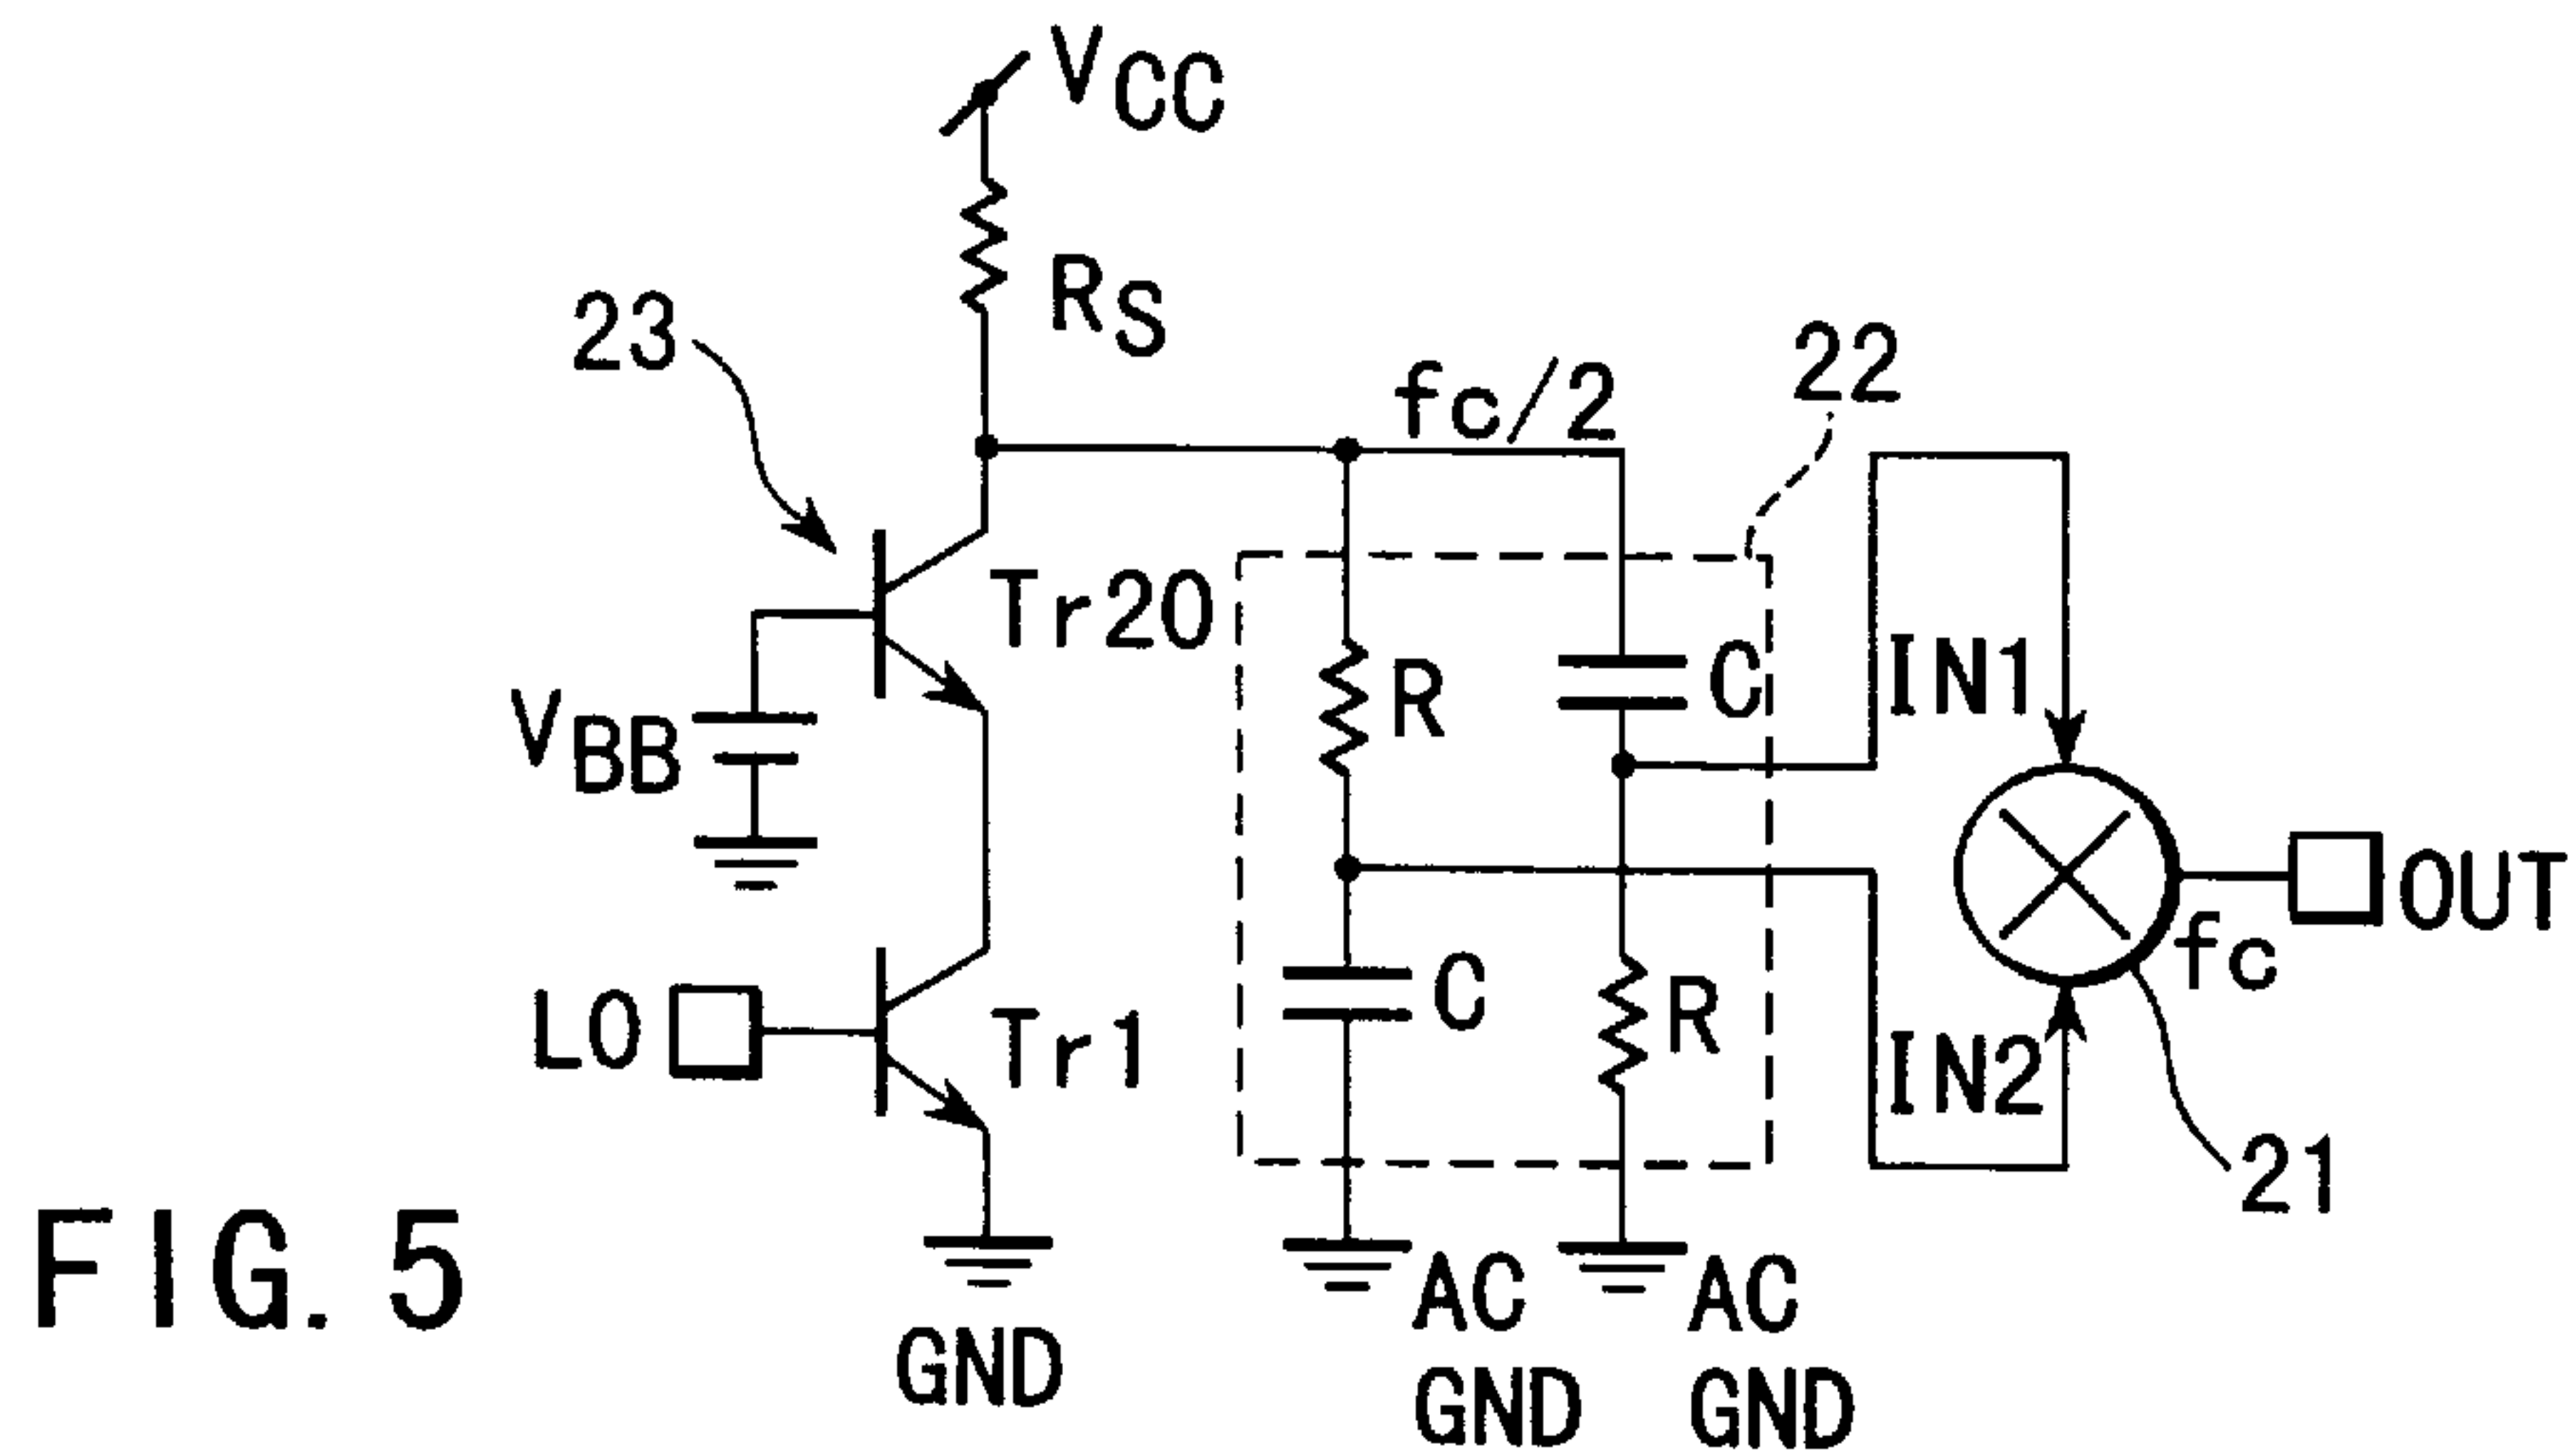 VCC
RS
23
fc/2
22
Tr20
R
C
IN1
VBB
OUT
fc
LO
Tr1
C
R
IN2
21
FIG. 5
GND
AC
GND
AC
GND